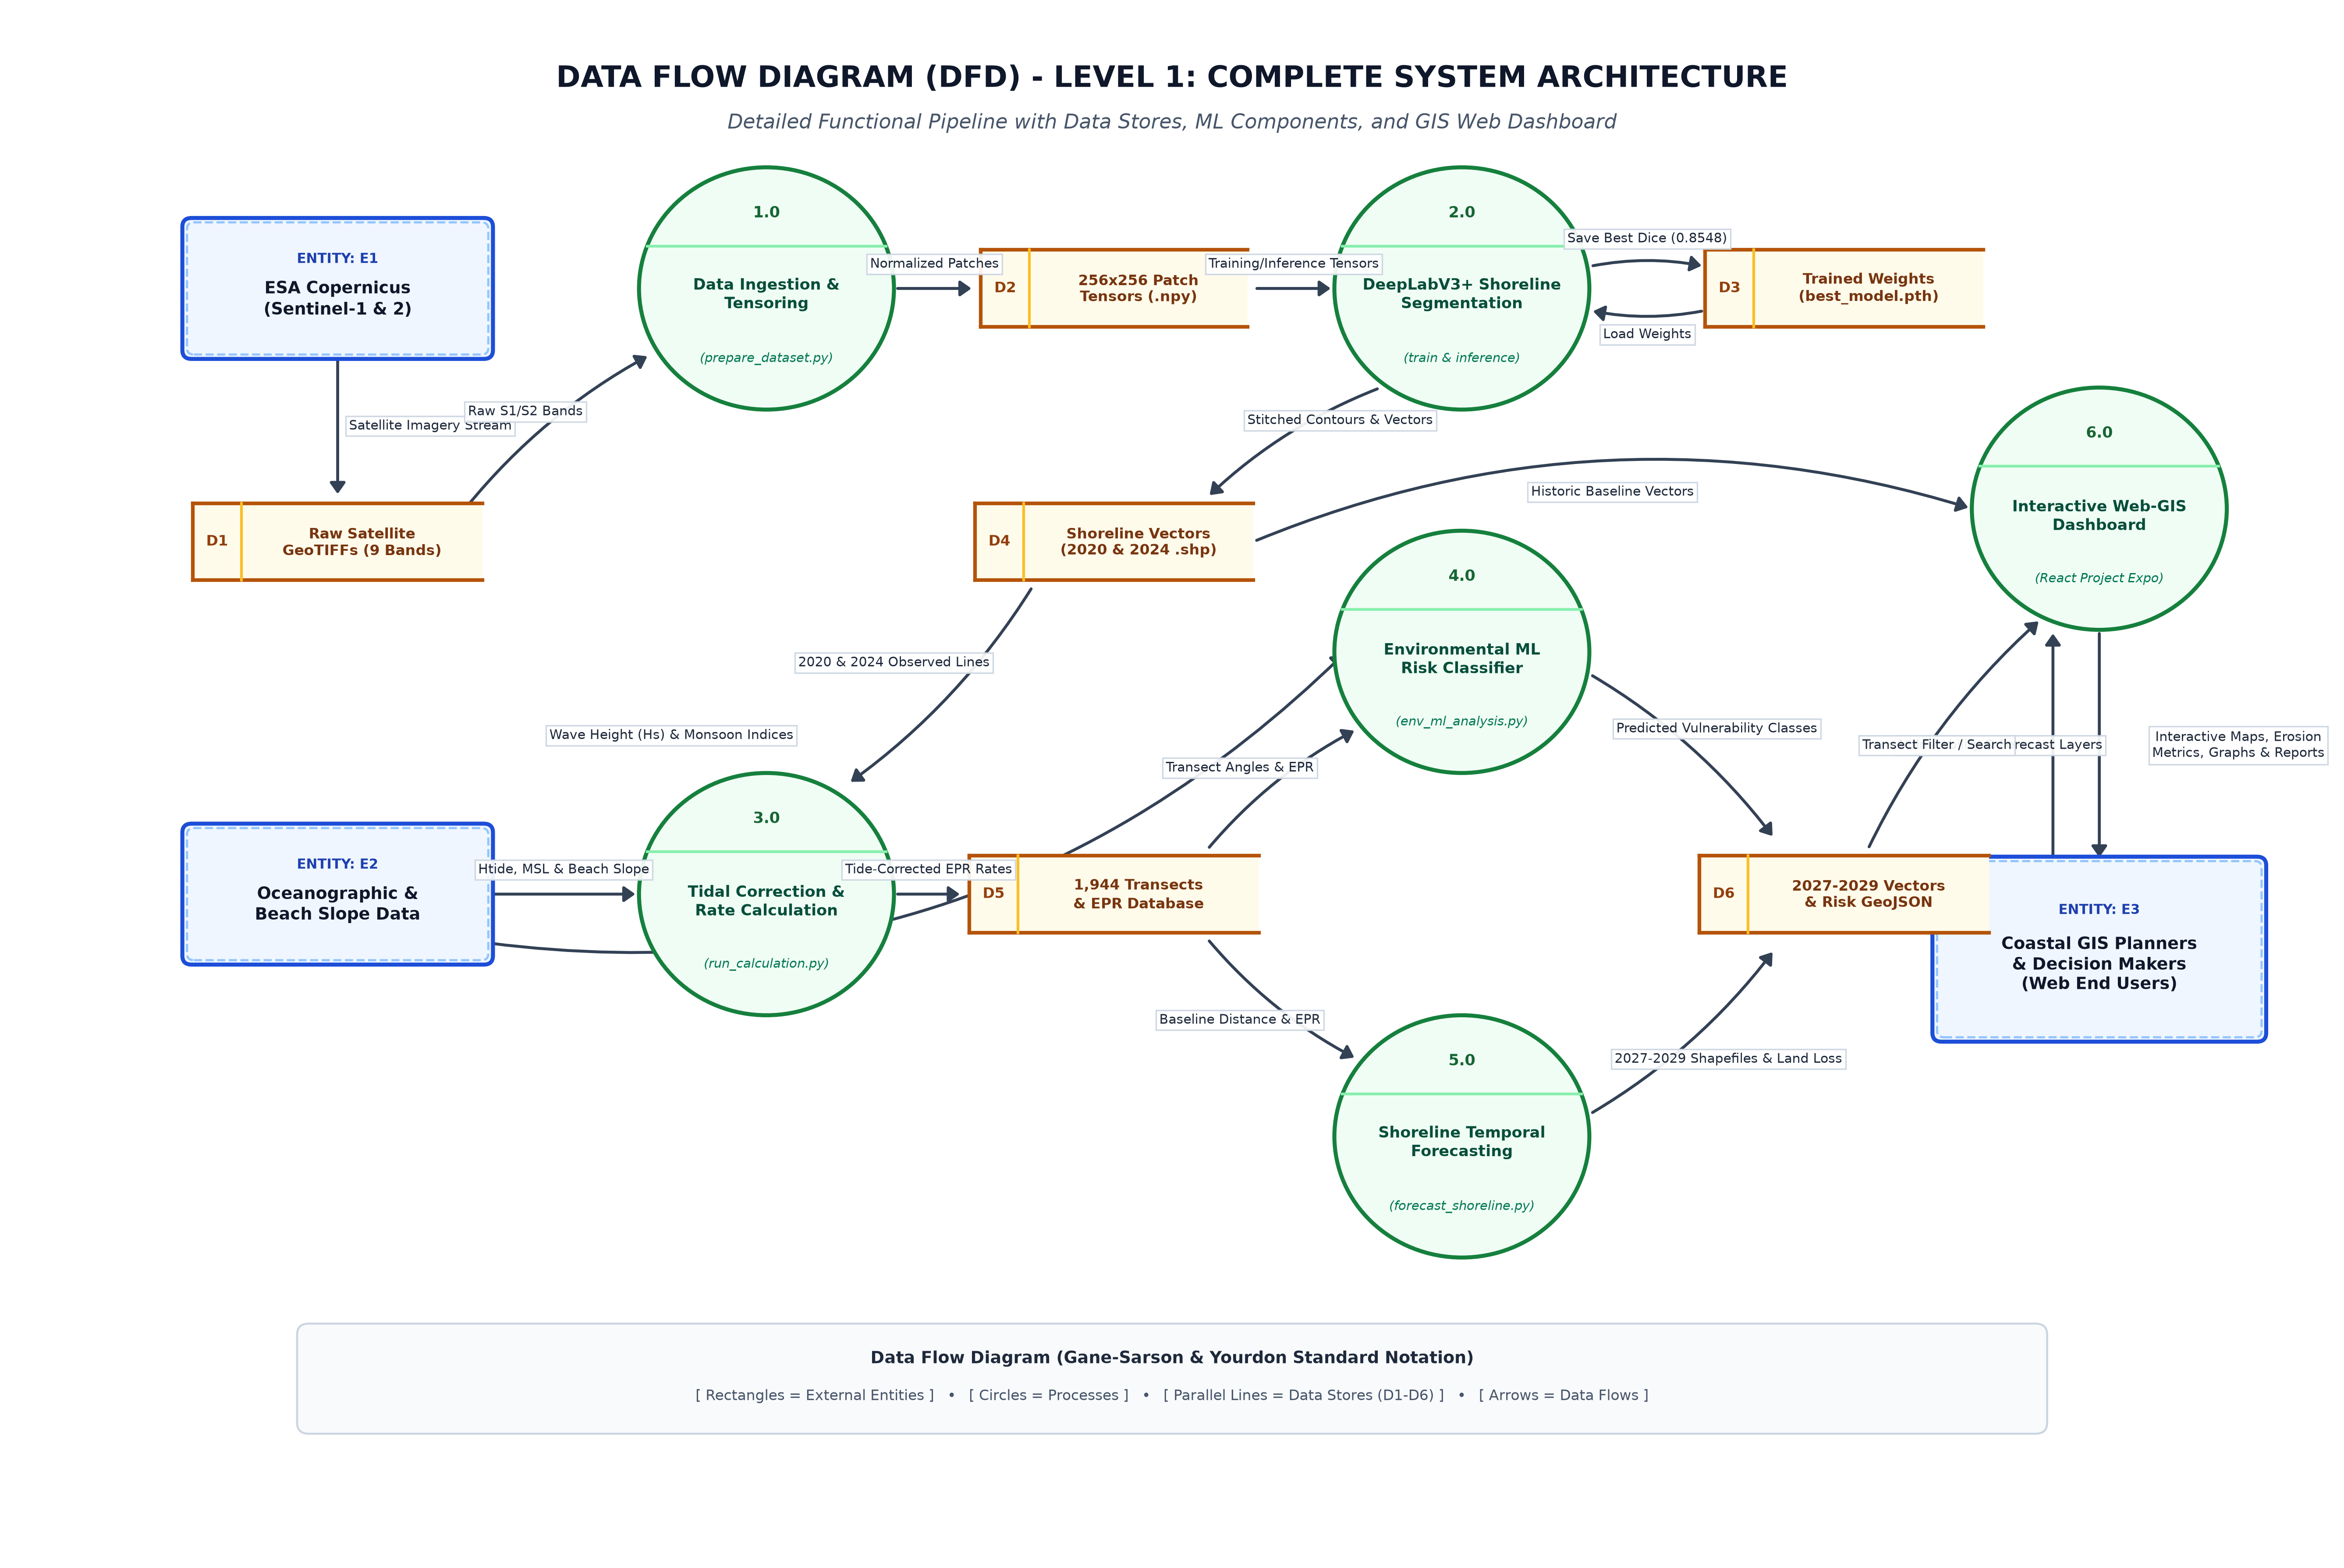 DATA FLOW DIAGRAM (DFD) - LEVEL 1: COMPLETE SYSTEM ARCHITECTURE
Detailed Functional Pipeline with Data Stores, ML Components, and GIS Web Dashboard
ENTITY: E1
ESA Copernicus
(Sentinel-1 & 2)
1.0
Data Ingestion &
Tensoring
(prepare_dataset.py)
Normalized Patches
D2
256x256 Patch
Tensors (.npy)
Training/Inference Tensors
2.0
DeepLabV3+ Shoreline
Segmentation
(train & inference)
Save Best Dice (0.8548)
Load Weights
D3
Trained Weights
(best_model.pth)
Satellite Imagery Stream
Raw S1/S2 Bands
Stitched Contours & Vectors
D1
Raw Satellite
GeoTIFFs (9 Bands)
D4
Shoreline Vectors
(2020 & 2024 .shp)
Historic Baseline Vectors
6.0
Interactive Web-GIS
Dashboard
(React Project Expo)
4.0
Environmental ML
Risk Classifier
(env_ml_analysis.py)
2020 & 2024 Observed Lines
Wave Height (Hs) & Monsoon Indices
Transect Angles & EPR
Predicted Vulnerability Classes
Transect Filter / Search
recast Layers
Interactive Maps, Erosion
Metrics, Graphs & Reports
ENTITY: E2
Oceanographic &
Beach Slope Data
Htide, MSL & Beach Slope
3.0
Tidal Correction &
Rate Calculation
(run_calculation.py)
Tide-Corrected EPR Rates
D5
1,944 Transects
& EPR Database
D6
2027-2029 Vectors
& Risk GeoJSON
ENTITY: E3
Coastal GIS Planners
& Decision Makers
(Web End Users)
Baseline Distance & EPR
5.0
Shoreline Temporal
Forecasting
(forecast_shoreline.py)
2027-2029 Shapefiles & Land Loss
Data Flow Diagram (Gane-Sarson & Yourdon Standard Notation)
[ Rectangles = External Entities ] • [ Circles = Processes ] • [ Parallel Lines = Data Stores (D1-D6) ] • [ Arrows = Data Flows ]